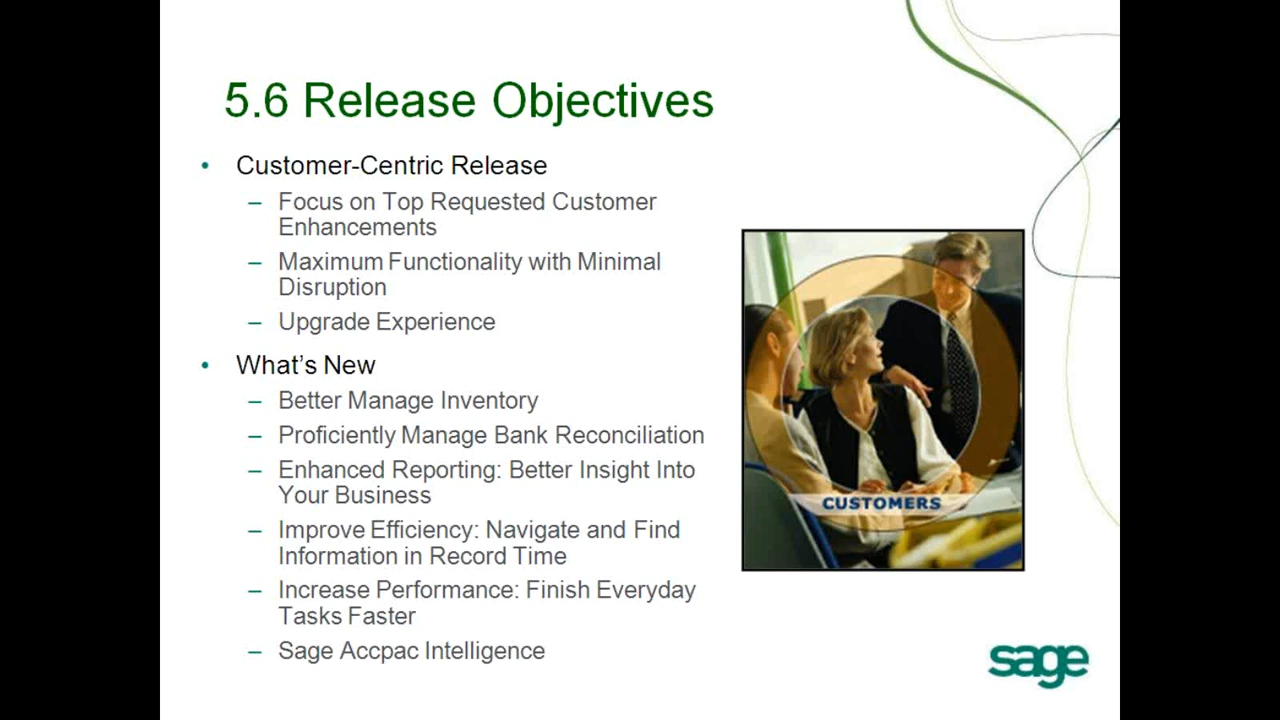 5.6 Release Objectives
• Customer-Centric Release
– Focus on Top Requested Customer
Enhancements
– Maximum Functionality with Minimal
Disruption
– Upgrade Experience
• What's New
– Better Manage Inventory
– Proficiently Manage Bank Reconciliation
– Enhanced Reporting: Better Insight Into
Your Business
– Improve Efficiency: Navigate and Find
Information in Record Time
– Increase Performance: Finish Everyday
Tasks Faster
– Sage Accpac Intelligence
CUSTOMERS
sage